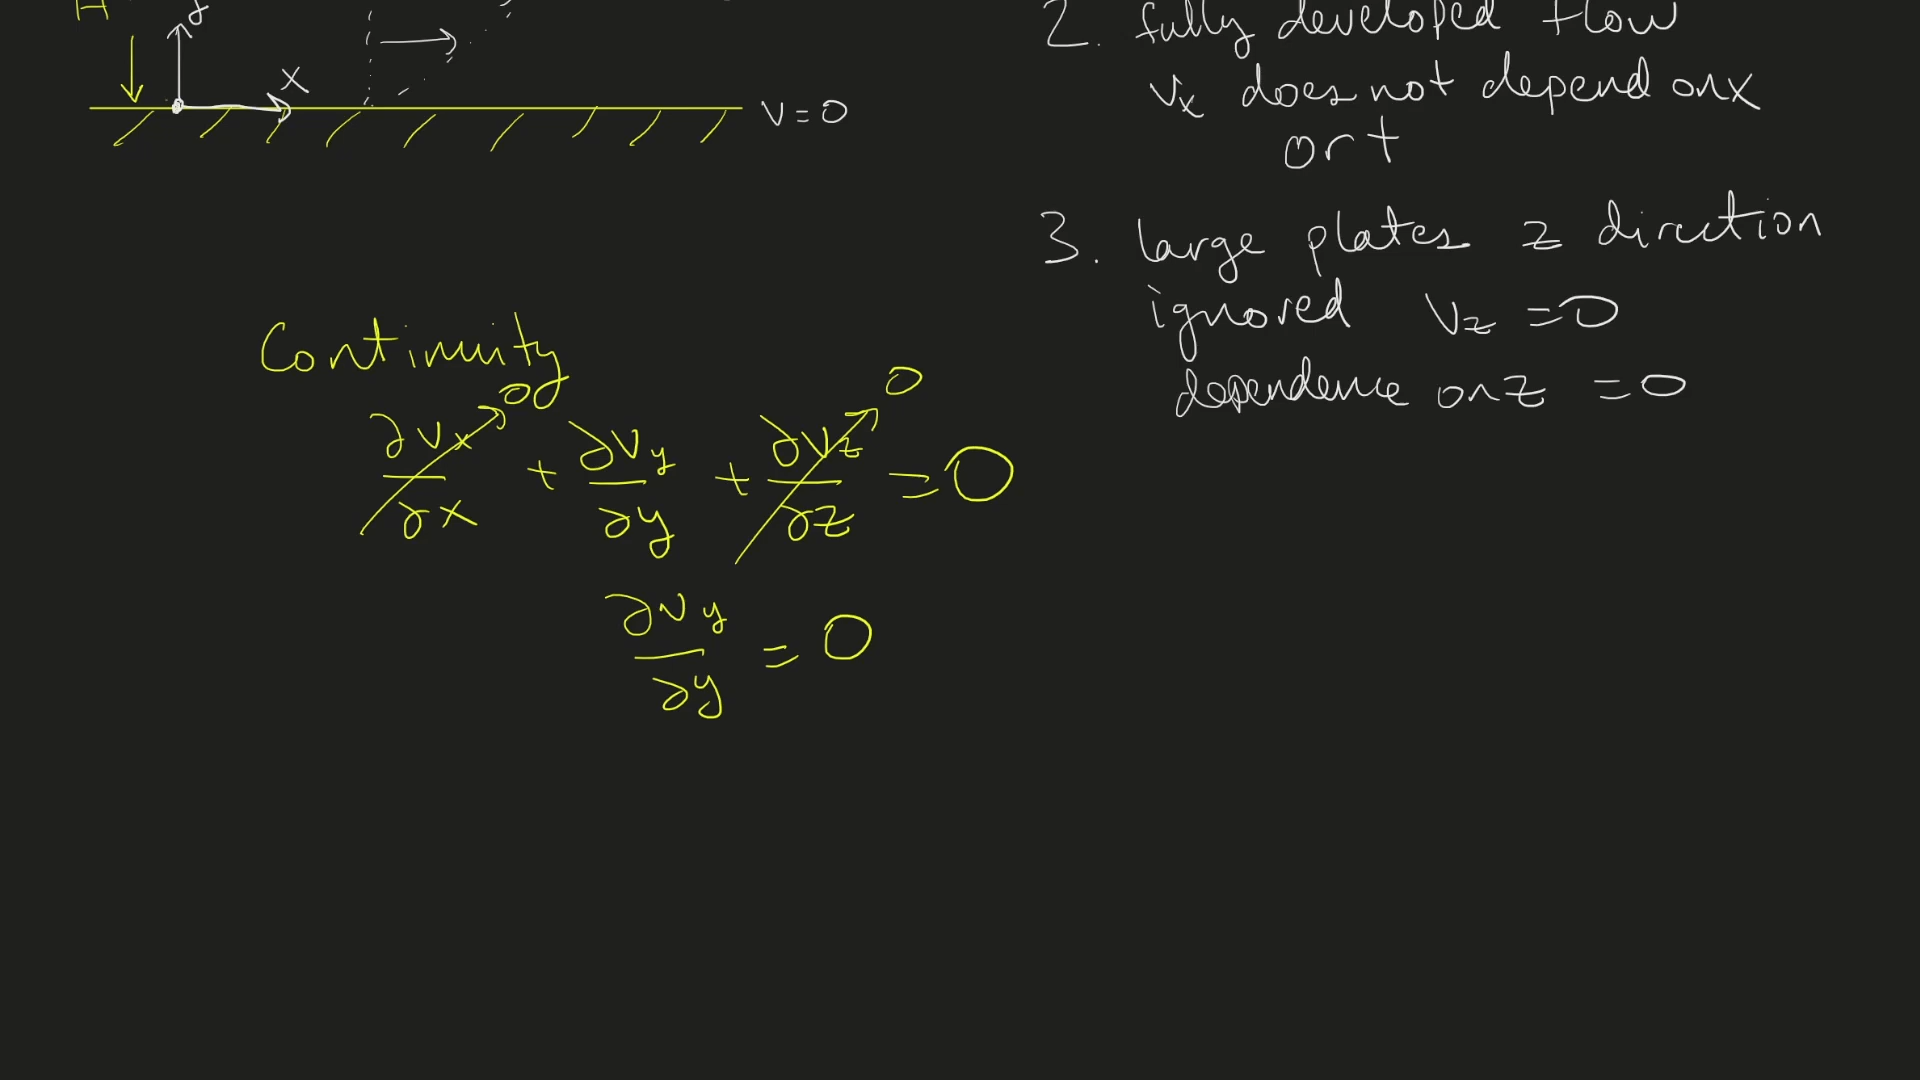 H
y
x
V = 0
2. fully developed flow
Vx does not depend on x
or t
3. large plates z direction
ignored Vz = 0
dependence on z = 0
Continuity
∂Vx/∂x → 0 + ∂Vy/∂y + ∂Vz/∂z → 0 = 0
∂Vy/∂y = 0